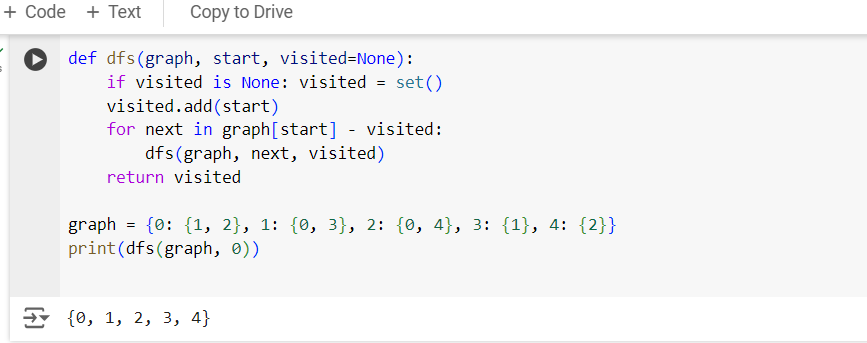 + Code + Text Copy to Drive
def dfs(graph, start, visited=None):
    if visited is None: visited = set()
    visited.add(start)
    for next in graph[start] - visited:
        dfs(graph, next, visited)
    return visited
graph = {0: {1, 2}, 1: {0, 3}, 2: {0, 4}, 3: {1}, 4: {2}}
print(dfs(graph, 0))
{0, 1, 2, 3, 4}